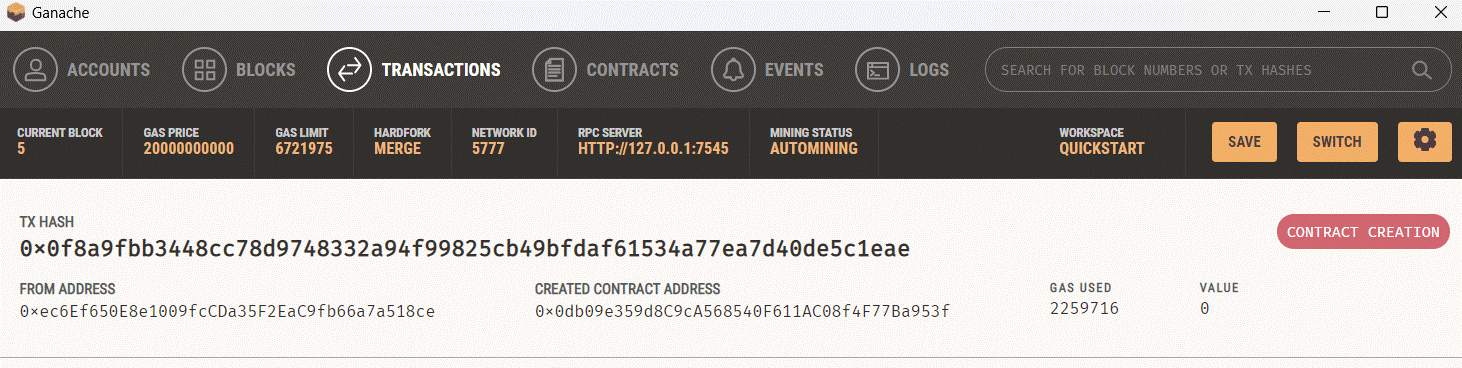 Ganache
ACCOUNTS BLOCKS TRANSACTIONS CONTRACTS EVENTS LOGS SEARCH FOR BLOCK NUMBERS OR TX HASHES
CURRENT BLOCK GAS PRICE GAS LIMIT HARDFORK NETWORK ID RPC SERVER MINING STATUS WORKSPACE
5 20000000000 6721975 MERGE 5777 HTTP://127.0.0.1:7545 AUTOMINING QUICKSTART SAVE SWITCH
TX HASH
0×0f8a9fbb3448cc78d9748332a94f99825cb49bfdaf61534a77ea7d40de5c1eae CONTRACT CREATION
FROM ADDRESS CREATED CONTRACT ADDRESS GAS USED VALUE
0×ec6Ef650E8e1009fcCDa35F2EaC9fb66a7a518ce 0×0db09e359d8C9cA568540F611AC08f4F77Ba953f 2259716 0